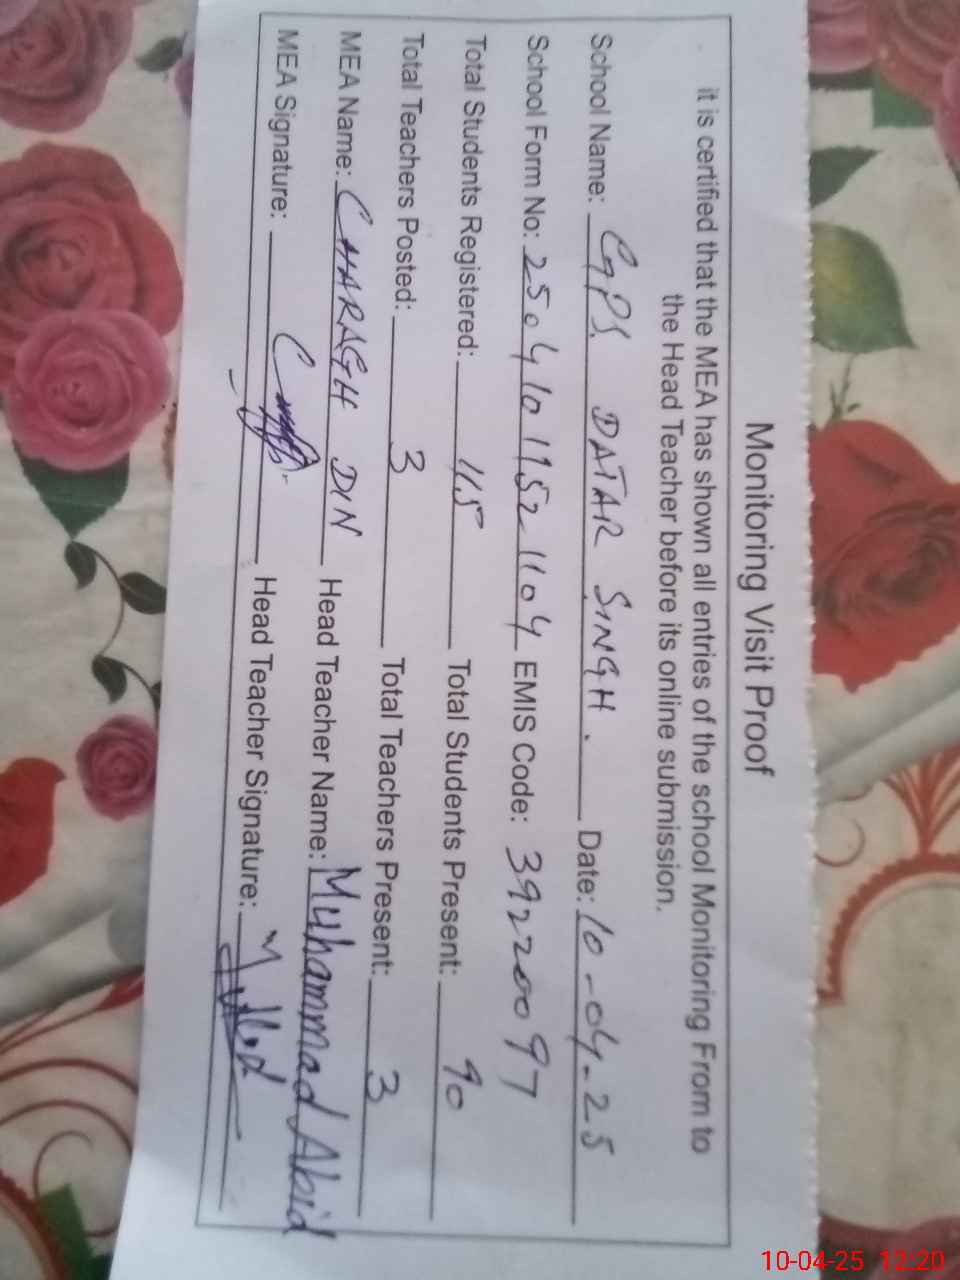 Monitoring Visit Proof
it is certified that the MEA has shown all entries of the school Monitoring From to
the Head Teacher before its online submission.
School Name: GPS DATAR SINGH. Date: 10-04-25
School Form No: 25041011521104 EMIS Code: 39220097
Total Students Registered: 115 Total Students Present: 90
Total Teachers Posted: 3 Total Teachers Present: 3
MEA Name: CHARAGH DIN Head Teacher Name: Muhammad Abid
MEA Signature: Head Teacher Signature: M Abid
10-04-25 12:20